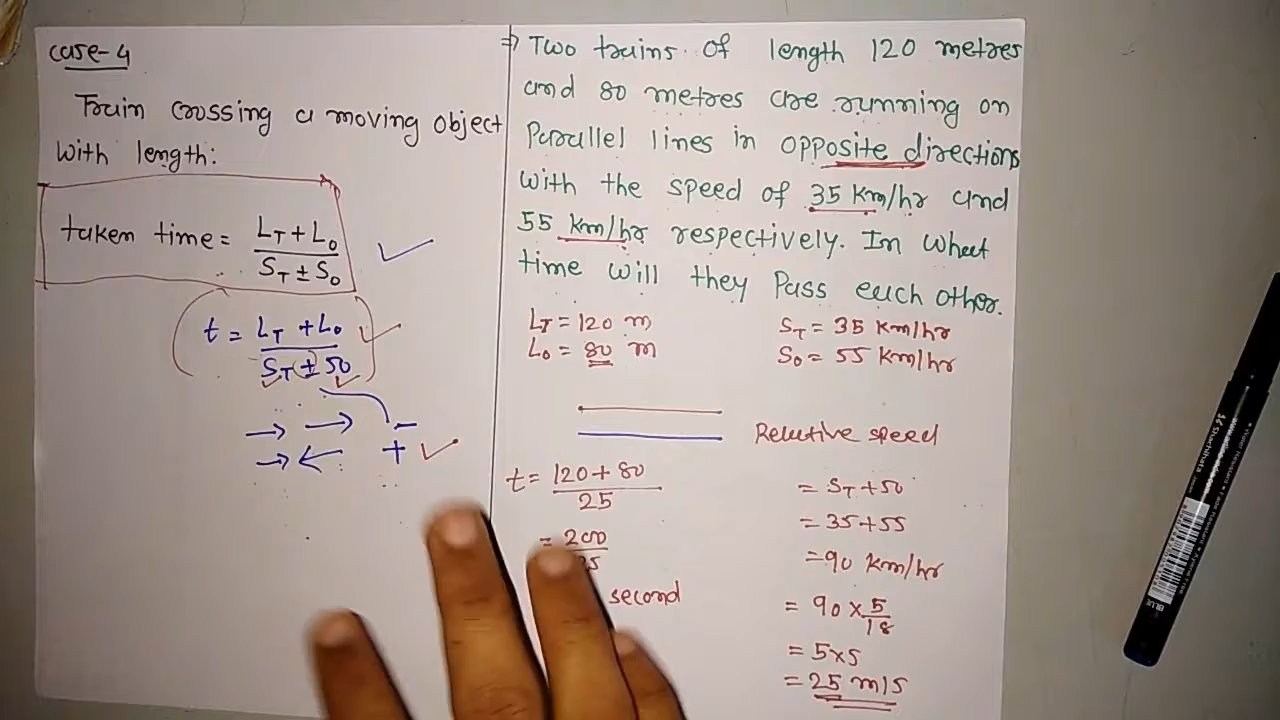 case-4
Train crossing a moving object
with length:
taken time = L_T + L_O / S_T ± S_O
t = L_T + L_O / S_T ± SO
→ → -
→ ← +
⇒ Two trains of length 120 metres
and 80 metres are running on
Parallel lines in opposite directions
with the speed of 35 Km/hr and
55 km/hr respectively. In what
time will they Pass each other.
L_T = 120 m
L_O = 80 m
S_T = 35 km/hr
S_O = 55 km/hr
t = 120 + 80 / 25
= 200
second
Relative speed
= S_T + SO
= 35 + 55
= 90 km/hr
= 90 × 5/18
= 5×5
= 25 m/s
Shachihata
BLUE